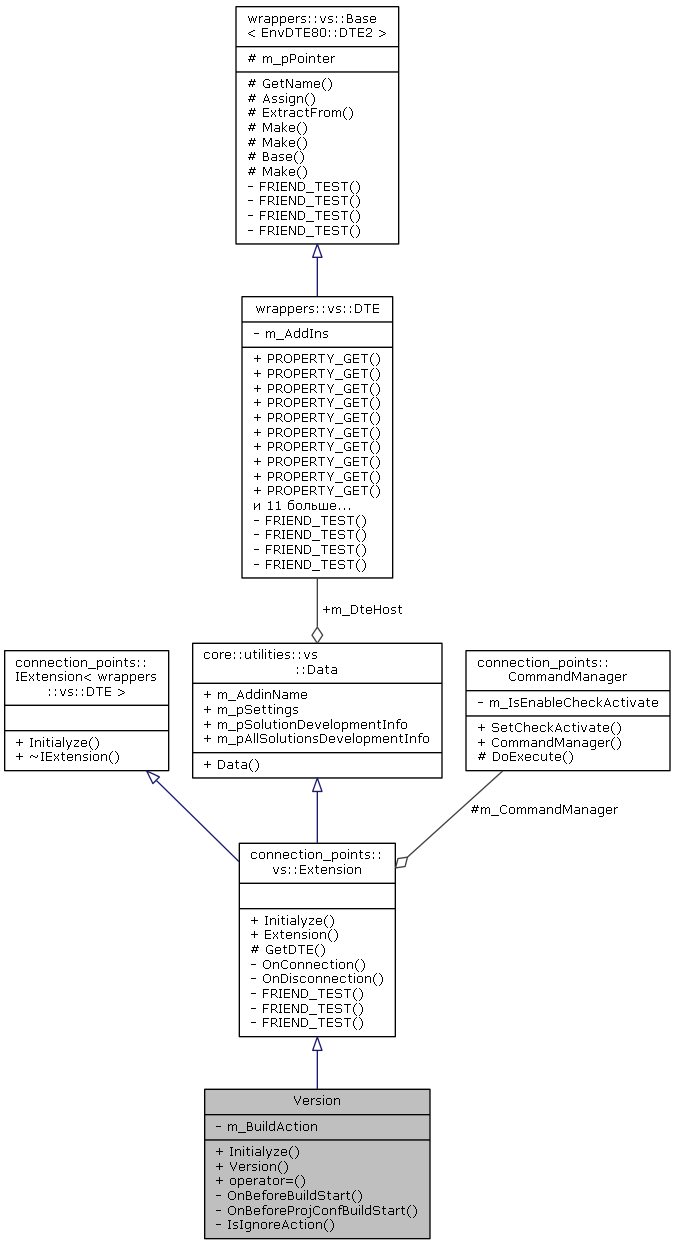 wrappers::vs::Base
< EnvDTE80::DTE2 >
# m_pPointer
# GetName()
# Assign()
# ExtractFrom()
# Make()
# Make()
# Base()
# Make()
- FRIEND_TEST()
- FRIEND_TEST()
- FRIEND_TEST()
- FRIEND_TEST()
wrappers::vs::DTE
- m_AddIns
+ PROPERTY_GET()
+ PROPERTY_GET()
+ PROPERTY_GET()
+ PROPERTY_GET()
+ PROPERTY_GET()
+ PROPERTY_GET()
+ PROPERTY_GET()
+ PROPERTY_GET()
+ PROPERTY_GET()
+ PROPERTY_GET()
и 11 больше...
- FRIEND_TEST()
- FRIEND_TEST()
- FRIEND_TEST()
- FRIEND_TEST()
+m_DteHost
connection_points::
IExtension< wrappers
::vs::DTE >
+ Initialyze()
+ ~IExtension()
core::utilities::vs
::Data
+ m_AddinName
+ m_pSettings
+ m_pSolutionDevelopmentInfo
+ m_pAllSolutionsDevelopmentInfo
+ Data()
connection_points::
CommandManager
- m_IsEnableCheckActivate
+ SetCheckActivate()
+ CommandManager()
# DoExecute()
#m_CommandManager
connection_points::
vs::Extension
+ Initialyze()
+ Extension()
# GetDTE()
- OnConnection()
- OnDisconnection()
- FRIEND_TEST()
- FRIEND_TEST()
- FRIEND_TEST()
Version
- m_BuildAction
+ Initialyze()
+ Version()
+ operator=()
- OnBeforeBuildStart()
- OnBeforeProjConfBuildStart()
- IsIgnoreAction()